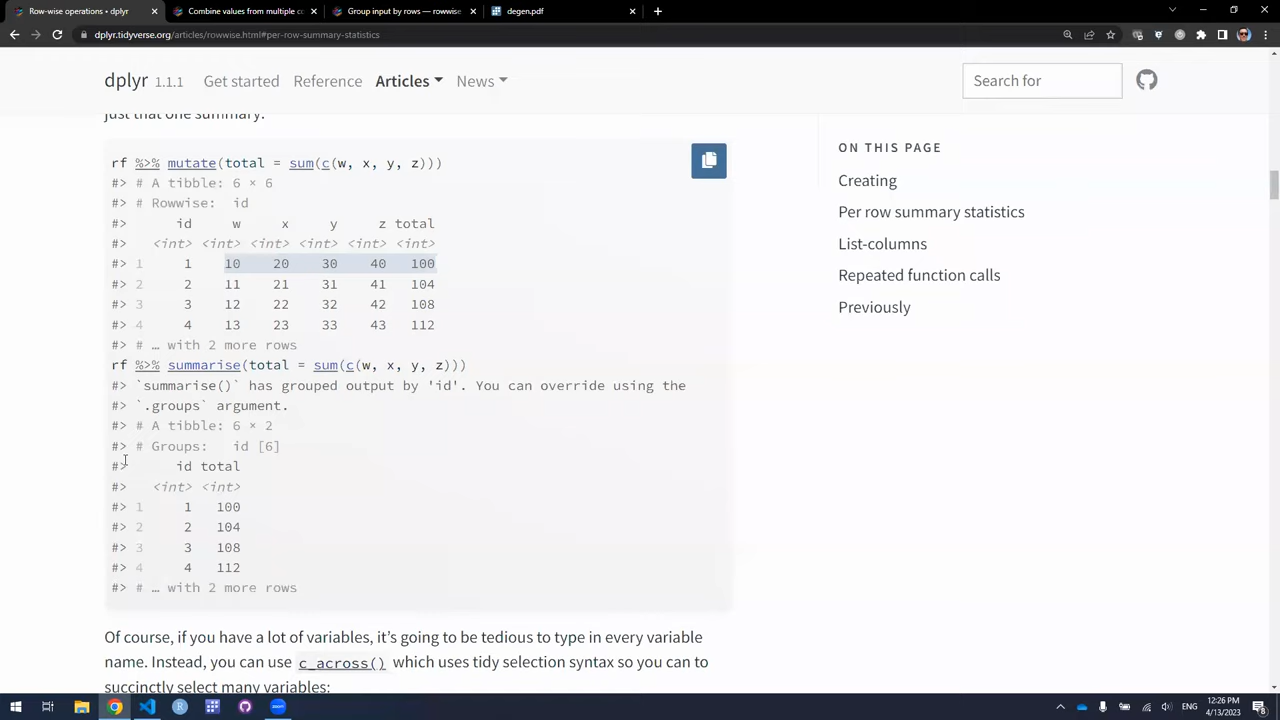 Row-wise operations • dplyr
Combine values from multiple co
Group input by rows — rowwise
degen.pdf
dplyr.tidyverse.org/articles/rowwise.html#per-row-summary-statistics
dplyr 1.1.1 Get started Reference Articles News Search for
just that one summary:
rf %>% mutate(total = sum(c(w, x, y, z)))
#> # A tibble: 6 × 6
#> # Rowwise:  id
#>      id     w     x     y     z total
#>   <int> <int> <int> <int> <int> <int>
#> 1     1    10    20    30    40   100
#> 2     2    11    21    31    41   104
#> 3     3    12    22    32    42   108
#> 4     4    13    23    33    43   112
#> # … with 2 more rows
rf %>% summarise(total = sum(c(w, x, y, z)))
#> `summarise()` has grouped output by 'id'. You can override using the
#> `.groups` argument.
#> # A tibble: 6 × 2
#> # Groups:   id [6]
#>      id total
#>   <int> <int>
#> 1     1   100
#> 2     2   104
#> 3     3   108
#> 4     4   112
#> # … with 2 more rows
Of course, if you have a lot of variables, it’s going to be tedious to type in every variable
name. Instead, you can use c_across() which uses tidy selection syntax so you can to
succinctly select many variables:
ON THIS PAGE
Creating
Per row summary statistics
List-columns
Repeated function calls
Previously
ENG
12:26 PM
4/13/2023
8